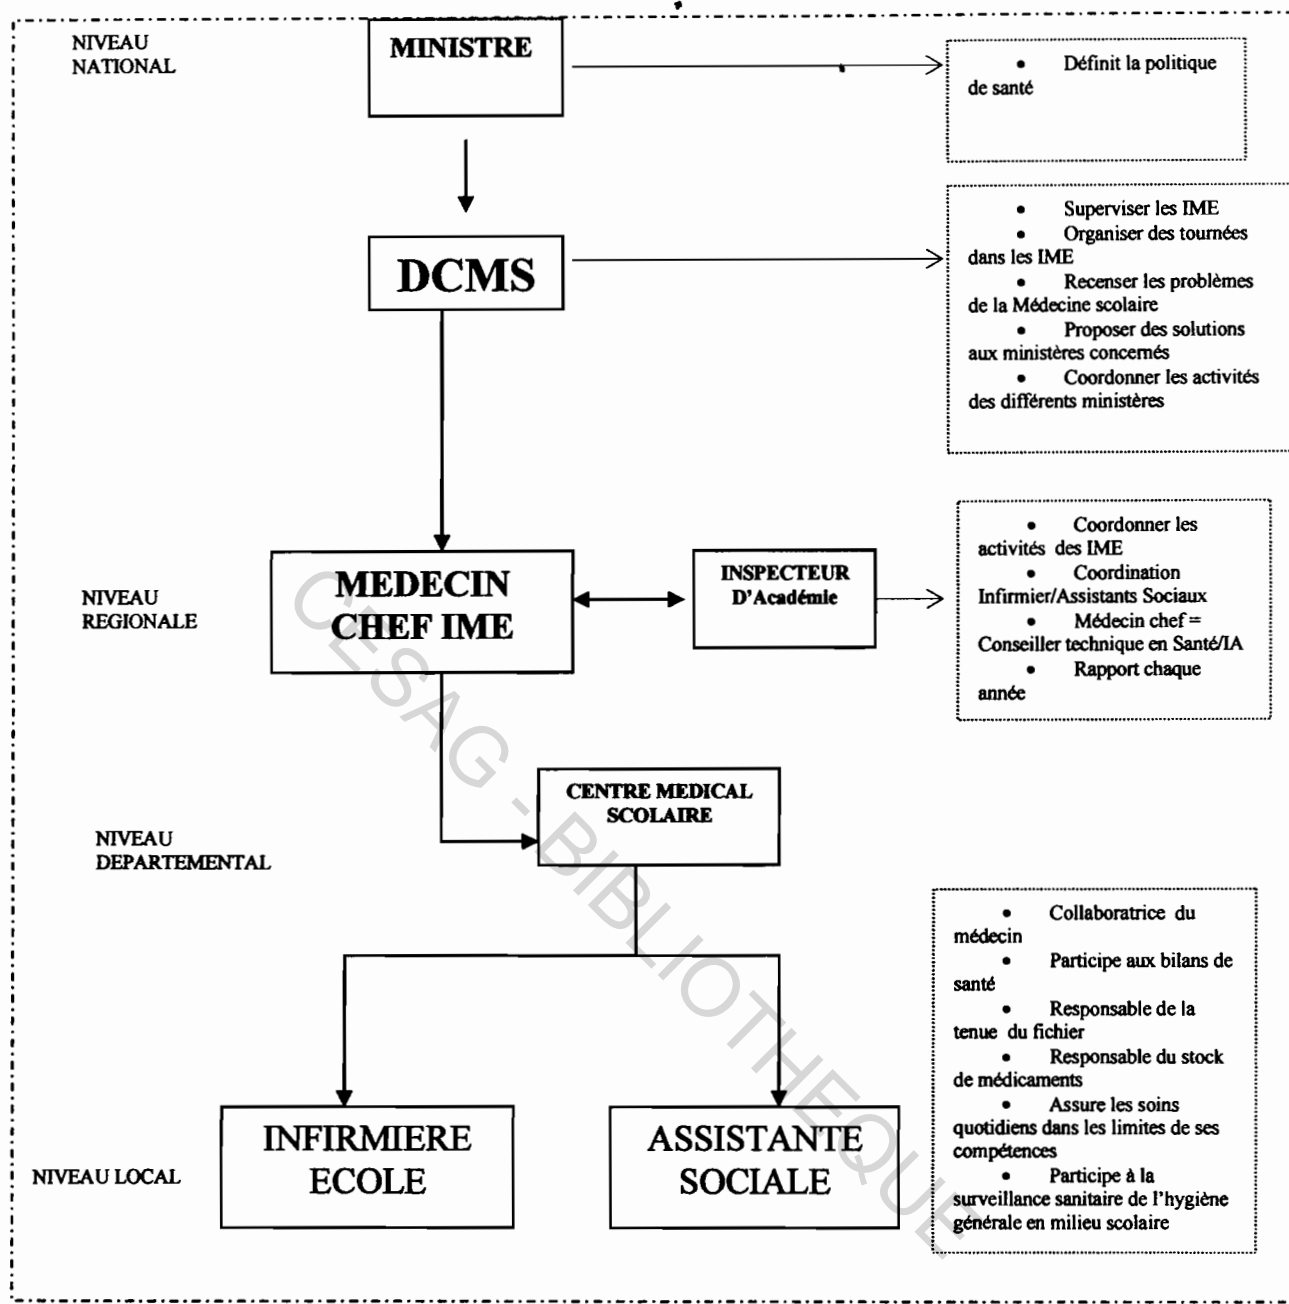 NIVEAU
NATIONAL
MINISTRE
• Définit la politique
de santé
DCMS
• Superviser les IME
• Organiser des tournées
dans les IME
• Recenser les problèmes
de la Médecine scolaire
• Proposer des solutions
aux ministères concernés
• Coordonner les activités
des différents ministères
NIVEAU
REGIONALE
MEDECIN
CHEF IME
INSPECTEUR
D'Académie
• Coordonner les
activités des IME
• Coordination
Infirmier/Assistants Sociaux
• Médecin chef =
Conseiller technique en Santé/IA
• Rapport chaque
année
NIVEAU
DEPARTEMENTAL
CENTRE MEDICAL
SCOLAIRE
NIVEAU LOCAL
INFIRMIERE
ECOLE
ASSISTANTE
SOCIALE
• Collaboratrice du
médecin
• Participe aux bilans de
santé
• Responsable de la
tenue du fichier
• Responsable du stock
de médicaments
• Assure les soins
quotidiens dans les limites de ses
compétences
• Participe à la
surveillance sanitaire de l'hygiène
générale en milieu scolaire
CESAG - BIBLIOTHEQUE